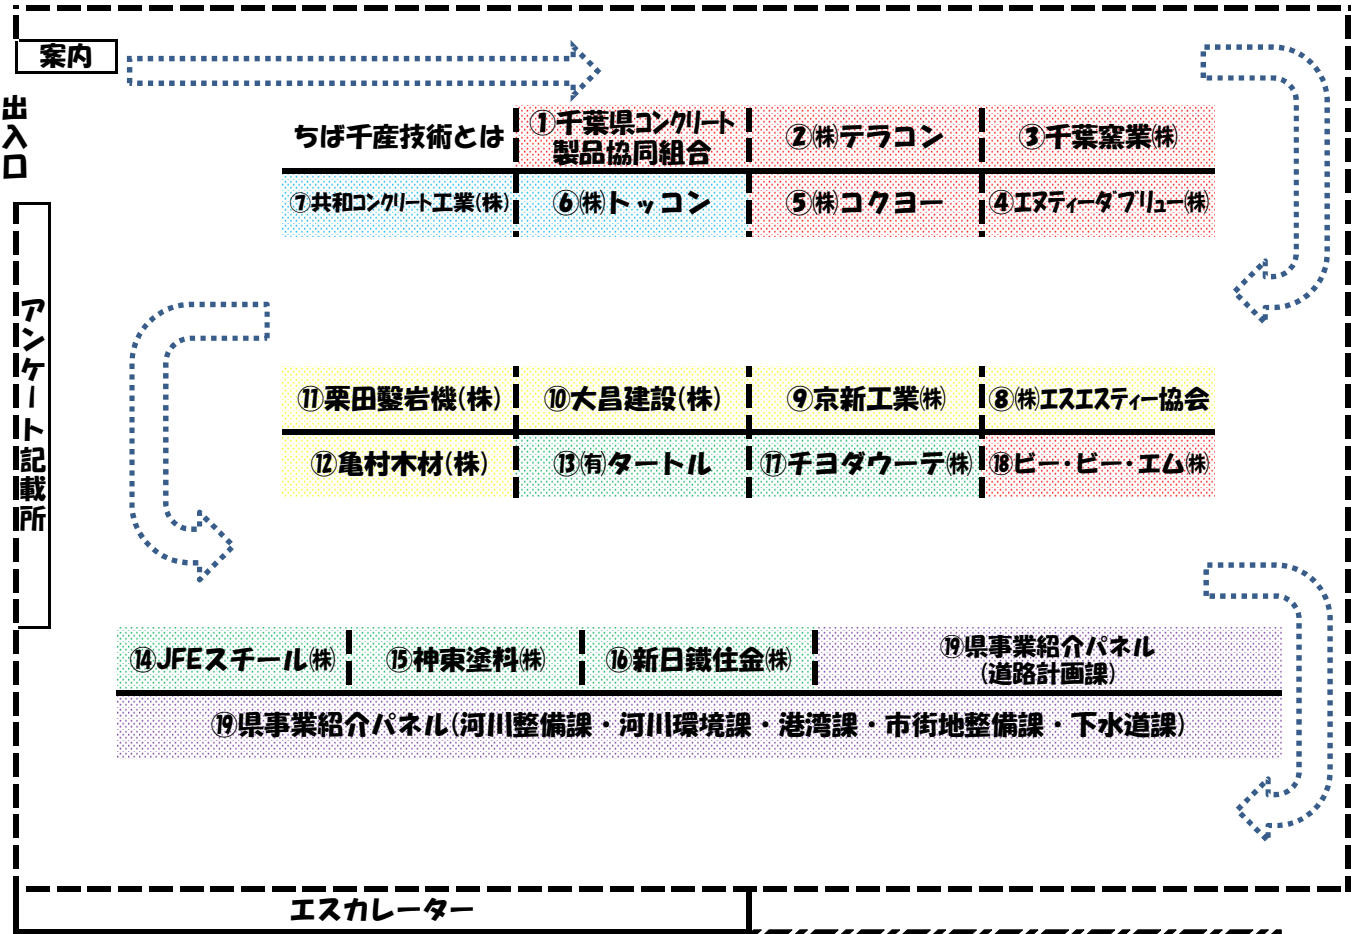 案内
出入口
ちば千産技術とは
①千葉県コンクリート
製品協同組合
②㈱テラコン
③千葉窯業㈱
⑦共和コンクリート工業(株)
⑥㈱トッコン
⑤㈱コクヨー
④エヌティーダブリュー㈱
アンケート記載所
⑪栗田鑿岩機(株)
⑩大昌建設(株)
⑨京新工業㈱
⑧㈱エスエスティー協会
⑫亀村木材(株)
⑬㈲タートル
⑰チヨダウーテ㈱
⑱ビー・ビー・エム㈱
⑭JFEスチール㈱
⑮神東塗料㈱
⑯新日鐵住金㈱
⑲県事業紹介パネル
(道路計画課)
⑲県事業紹介パネル(河川整備課・河川環境課・港湾課・市街地整備課・下水道課)
エスカレーター